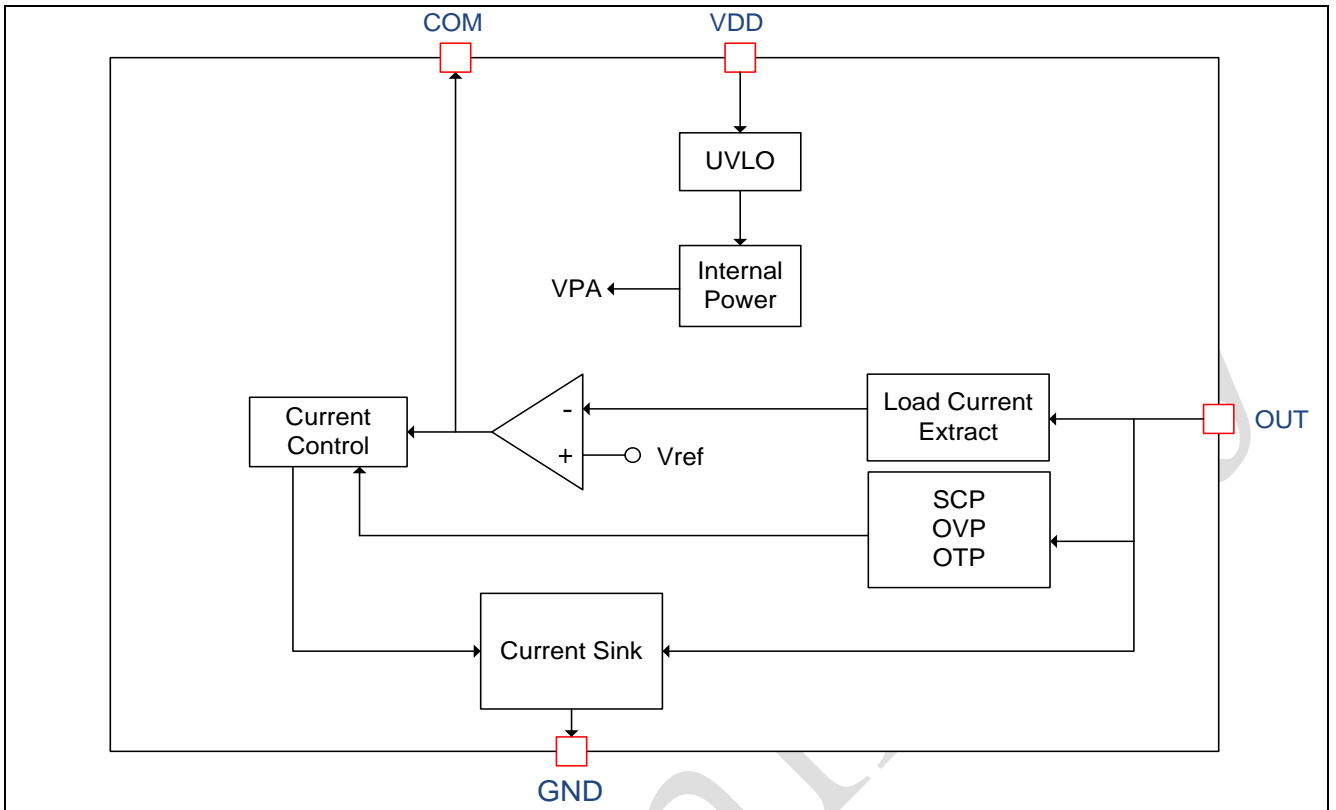 COM
VDD
UVLO
Internal
Power
VPA
Current
Control
-
+
Vref
Load Current
Extract
OUT
SCP
OVP
OTP
Current Sink
GND